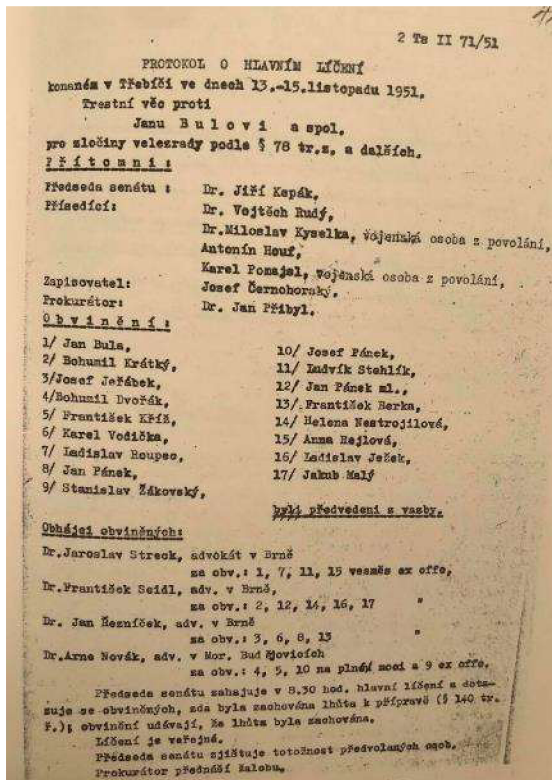 2 Ts II 71/51
PROTOKOL O HLAVNÍM LÍČENÍ
konaném v Třebíči ve dnech 13.-15.listopadu 1951.
Trestní věc proti
Janu B u l o v i a spol.
pro zločiny velezrady podle § 78 tr.z. a dalších.
P ř í t o m n i :
Předseda senátu : Dr. Jiří Kepák,
Přísedící: Dr. Vojtěch Rudý,
Dr.Miloslav Kyselka, vojenská osoba z povolání,
Antonín Houf,
Karel Pomajsl, vojenská osoba z povolání,
Zapisovatel: Josef Černohorský,
Prokurátor: Dr. Jan Přibyl.
O b v i n ě n í :
1/ Jan Bula,
2/ Bohumil Krátký,
3/Josef Jeřábek,
4/Bohumil Dvořák,
5/ František Kříž,
6/ Karel Vodička,
7/ Ladislav Roupec,
8/ Jan Pánek,
9/ Stanislav Žákovský,
10/ Josef Pánek,
11/ Ludvík Stehlík,
12/ Jan Pánek ml.,
13/ František Berka,
14/ Helena Nestrojilová,
15/ Anna Rejlová,
16/ Ladislav Ježek,
17/ Jakub Malý
byli předvedeni z vazby.
Obhájci obviněných:
Dr.Jaroslav Streck, advokát v Brně
za obv.: 1, 7, 11, 15 vesměs ex offo,
Dr.František Seidl, adv. v Brně,
za obv.: 2, 12, 14, 16, 17 "
Dr. Jan Řezníček, adv. v Brně
za obv.: 3, 6, 8, 13 "
Dr.Arne Novák, adv. v Mor. Budějovicích
za obv.: 4, 5, 10 na plnou moci a 9 ex offo.
Předseda senátu zahajuje v 8.30 hod. hlavní líčení a dota-
zuje se obviněných, zda byla zachována lhůta k přípravě (§ 140 tr.
ř.); obvinění udávají, že lhůta byla zachována.
Líčení je veřejné.
Předseda senátu zjišťuje totožnost předvolaných osob.
Prokurátor přednáší žalobu.